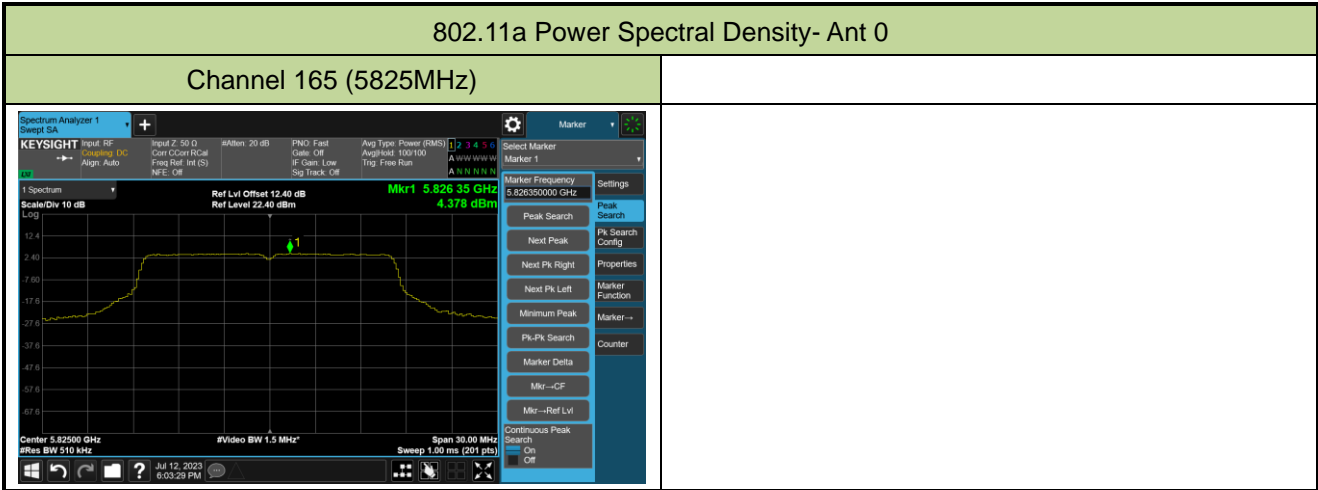 802.11a Power Spectral Density- Ant 0
Channel 165 (5825MHz)
Spectrum Analyzer 1
Swept SA
+
Marker
KEYSIGHT
Input: RF
Coupling: DC
Align: Auto
Input Z: 50 Ω
Corr CCorr RCal
Freq Ref: Int (S)
NFE: Off
#Atten: 20 dB
PNO: Fast
Gate: Off
IF Gain: Low
Sig Track: Off
Avg Type: Power (RMS)
Avg|Hold: 100/100
Trig: Free Run
1 2 3 4 5 6
A W W W W W
A N N N N N
Select Marker
Marker 1
1 Spectrum
Scale/Div 10 dB
Log
Ref Lvl Offset 12.40 dB
Ref Level 22.40 dBm
Mkr1 5.826 35 GHz
4.378 dBm
1
12.4
2.40
-7.60
-17.6
-27.6
-37.6
-47.6
-57.6
-67.6
Center 5.82500 GHz
#Res BW 510 kHz
#Video BW 1.5 MHz*
Span 30.00 MHz
Sweep 1.00 ms (201 pts)
Marker Frequency
5.826350000 GHz
Peak Search
Next Peak
Next Pk Right
Next Pk Left
Minimum Peak
Pk-Pk Search
Marker Delta
Mkr→CF
Mkr→Ref Lvl
Continuous Peak
Search
On
Off
Settings
Peak
Search
Pk Search
Config
Properties
Marker
Function
Marker→
Counter
?
Jul 12, 2023
6:03:29 PM